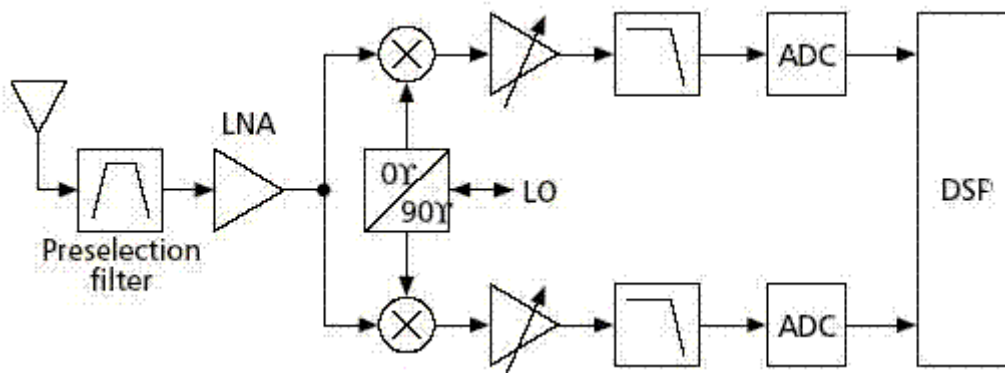 ADC
LNA
0ϒ
90ϒ
LO
DSP
Preselection
filter
ADC